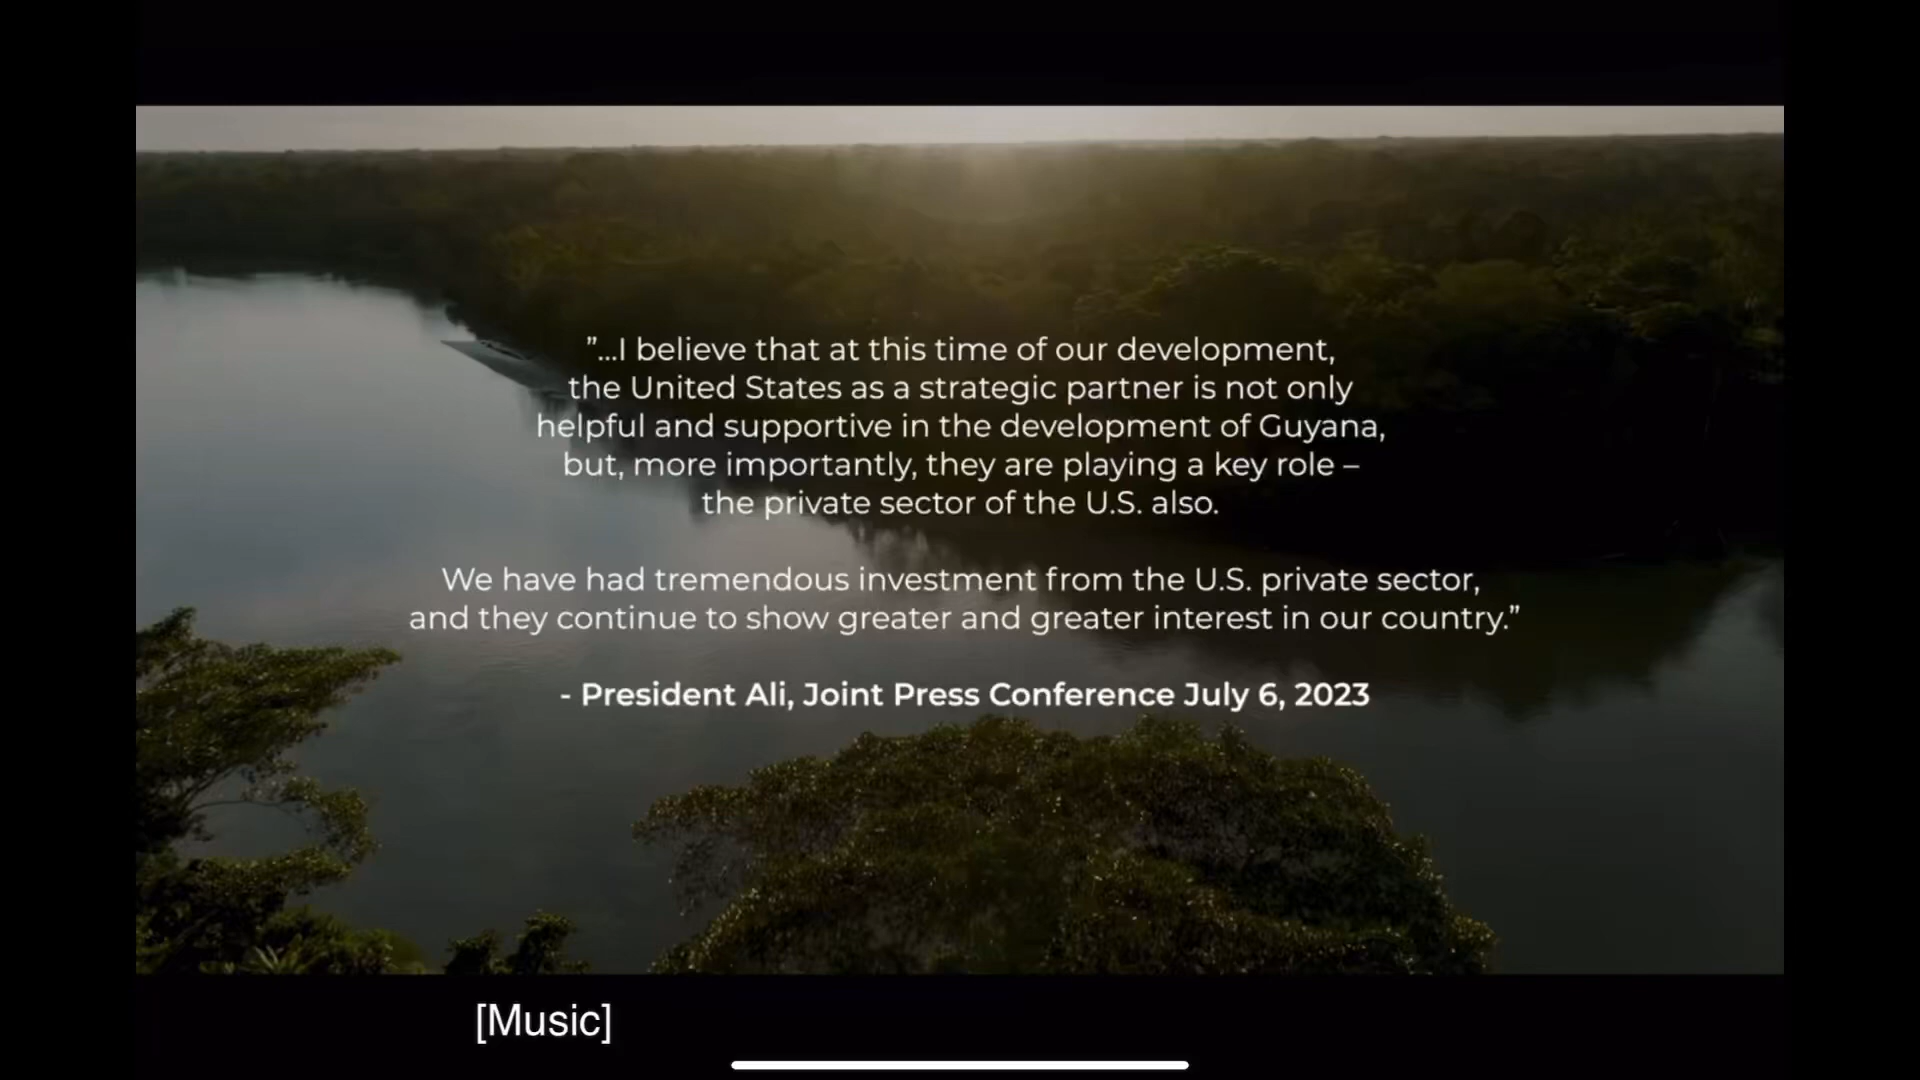 ”...I believe that at this time of our development,
the United States as a strategic partner is not only
helpful and supportive in the development of Guyana,
but, more importantly, they are playing a key role –
the private sector of the U.S. also.
We have had tremendous investment from the U.S. private sector,
and they continue to show greater and greater interest in our country.”
- President Ali, Joint Press Conference July 6, 2023
[Music]